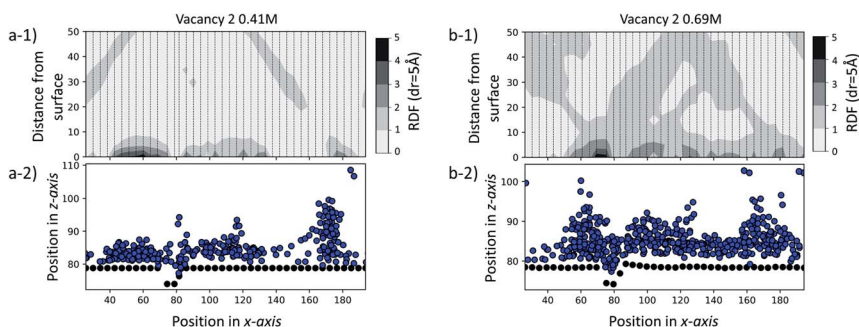 Vacancy 2 0.41M
a-1)
50
40
30
20
10
0
Distance from
surface
5
4
3
2
1
0
RDF (dr=5Å)
a-2)
110
100
90
80
Position in z-axis
40 60 80 100 120 140 160 180
Position in x-axis
Vacancy 2 0.69M
b-1)
50
40
30
20
10
0
Distance from
surface
5
4
3
2
1
0
RDF (dr=5Å)
b-2)
100
90
80
Position in z-axis
40 60 80 100 120 140 160 180
Position in x-axis